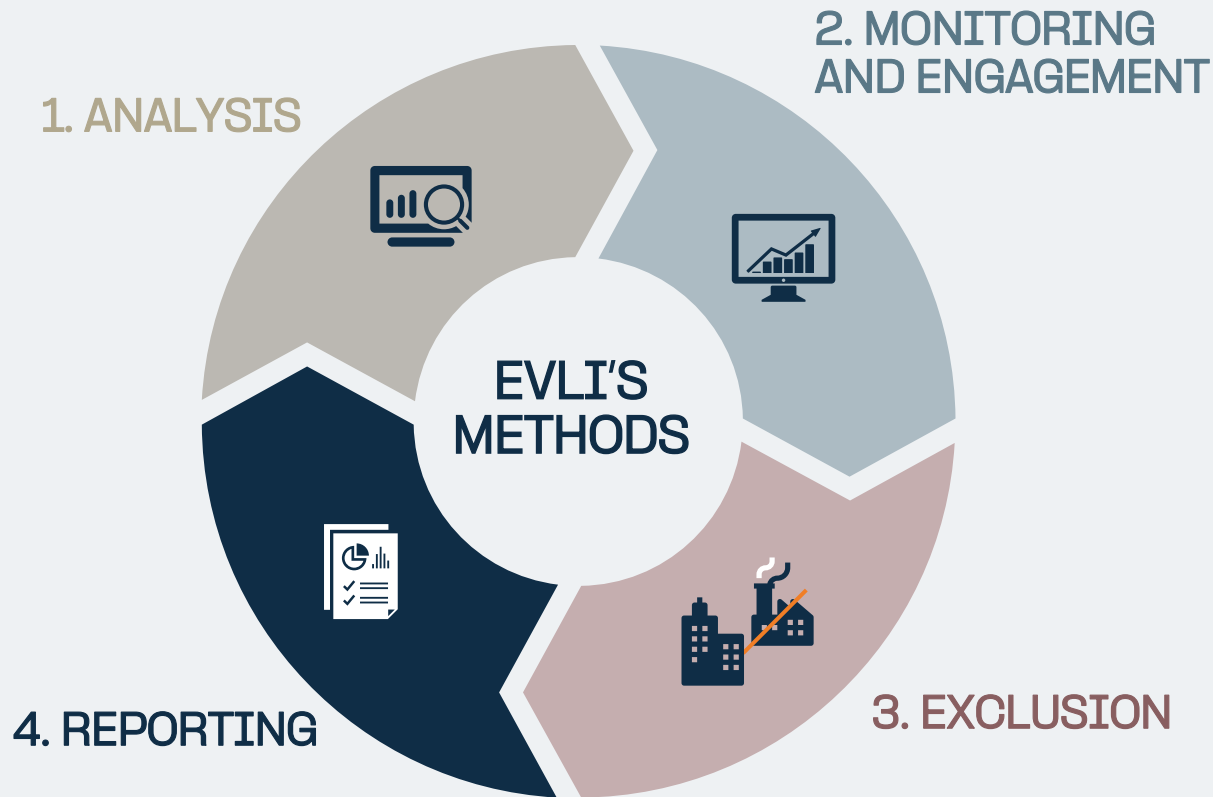 1. ANALYSIS
2. MONITORING
AND ENGAGEMENT
EVLI'S
METHODS
3. EXCLUSION
4. REPORTING